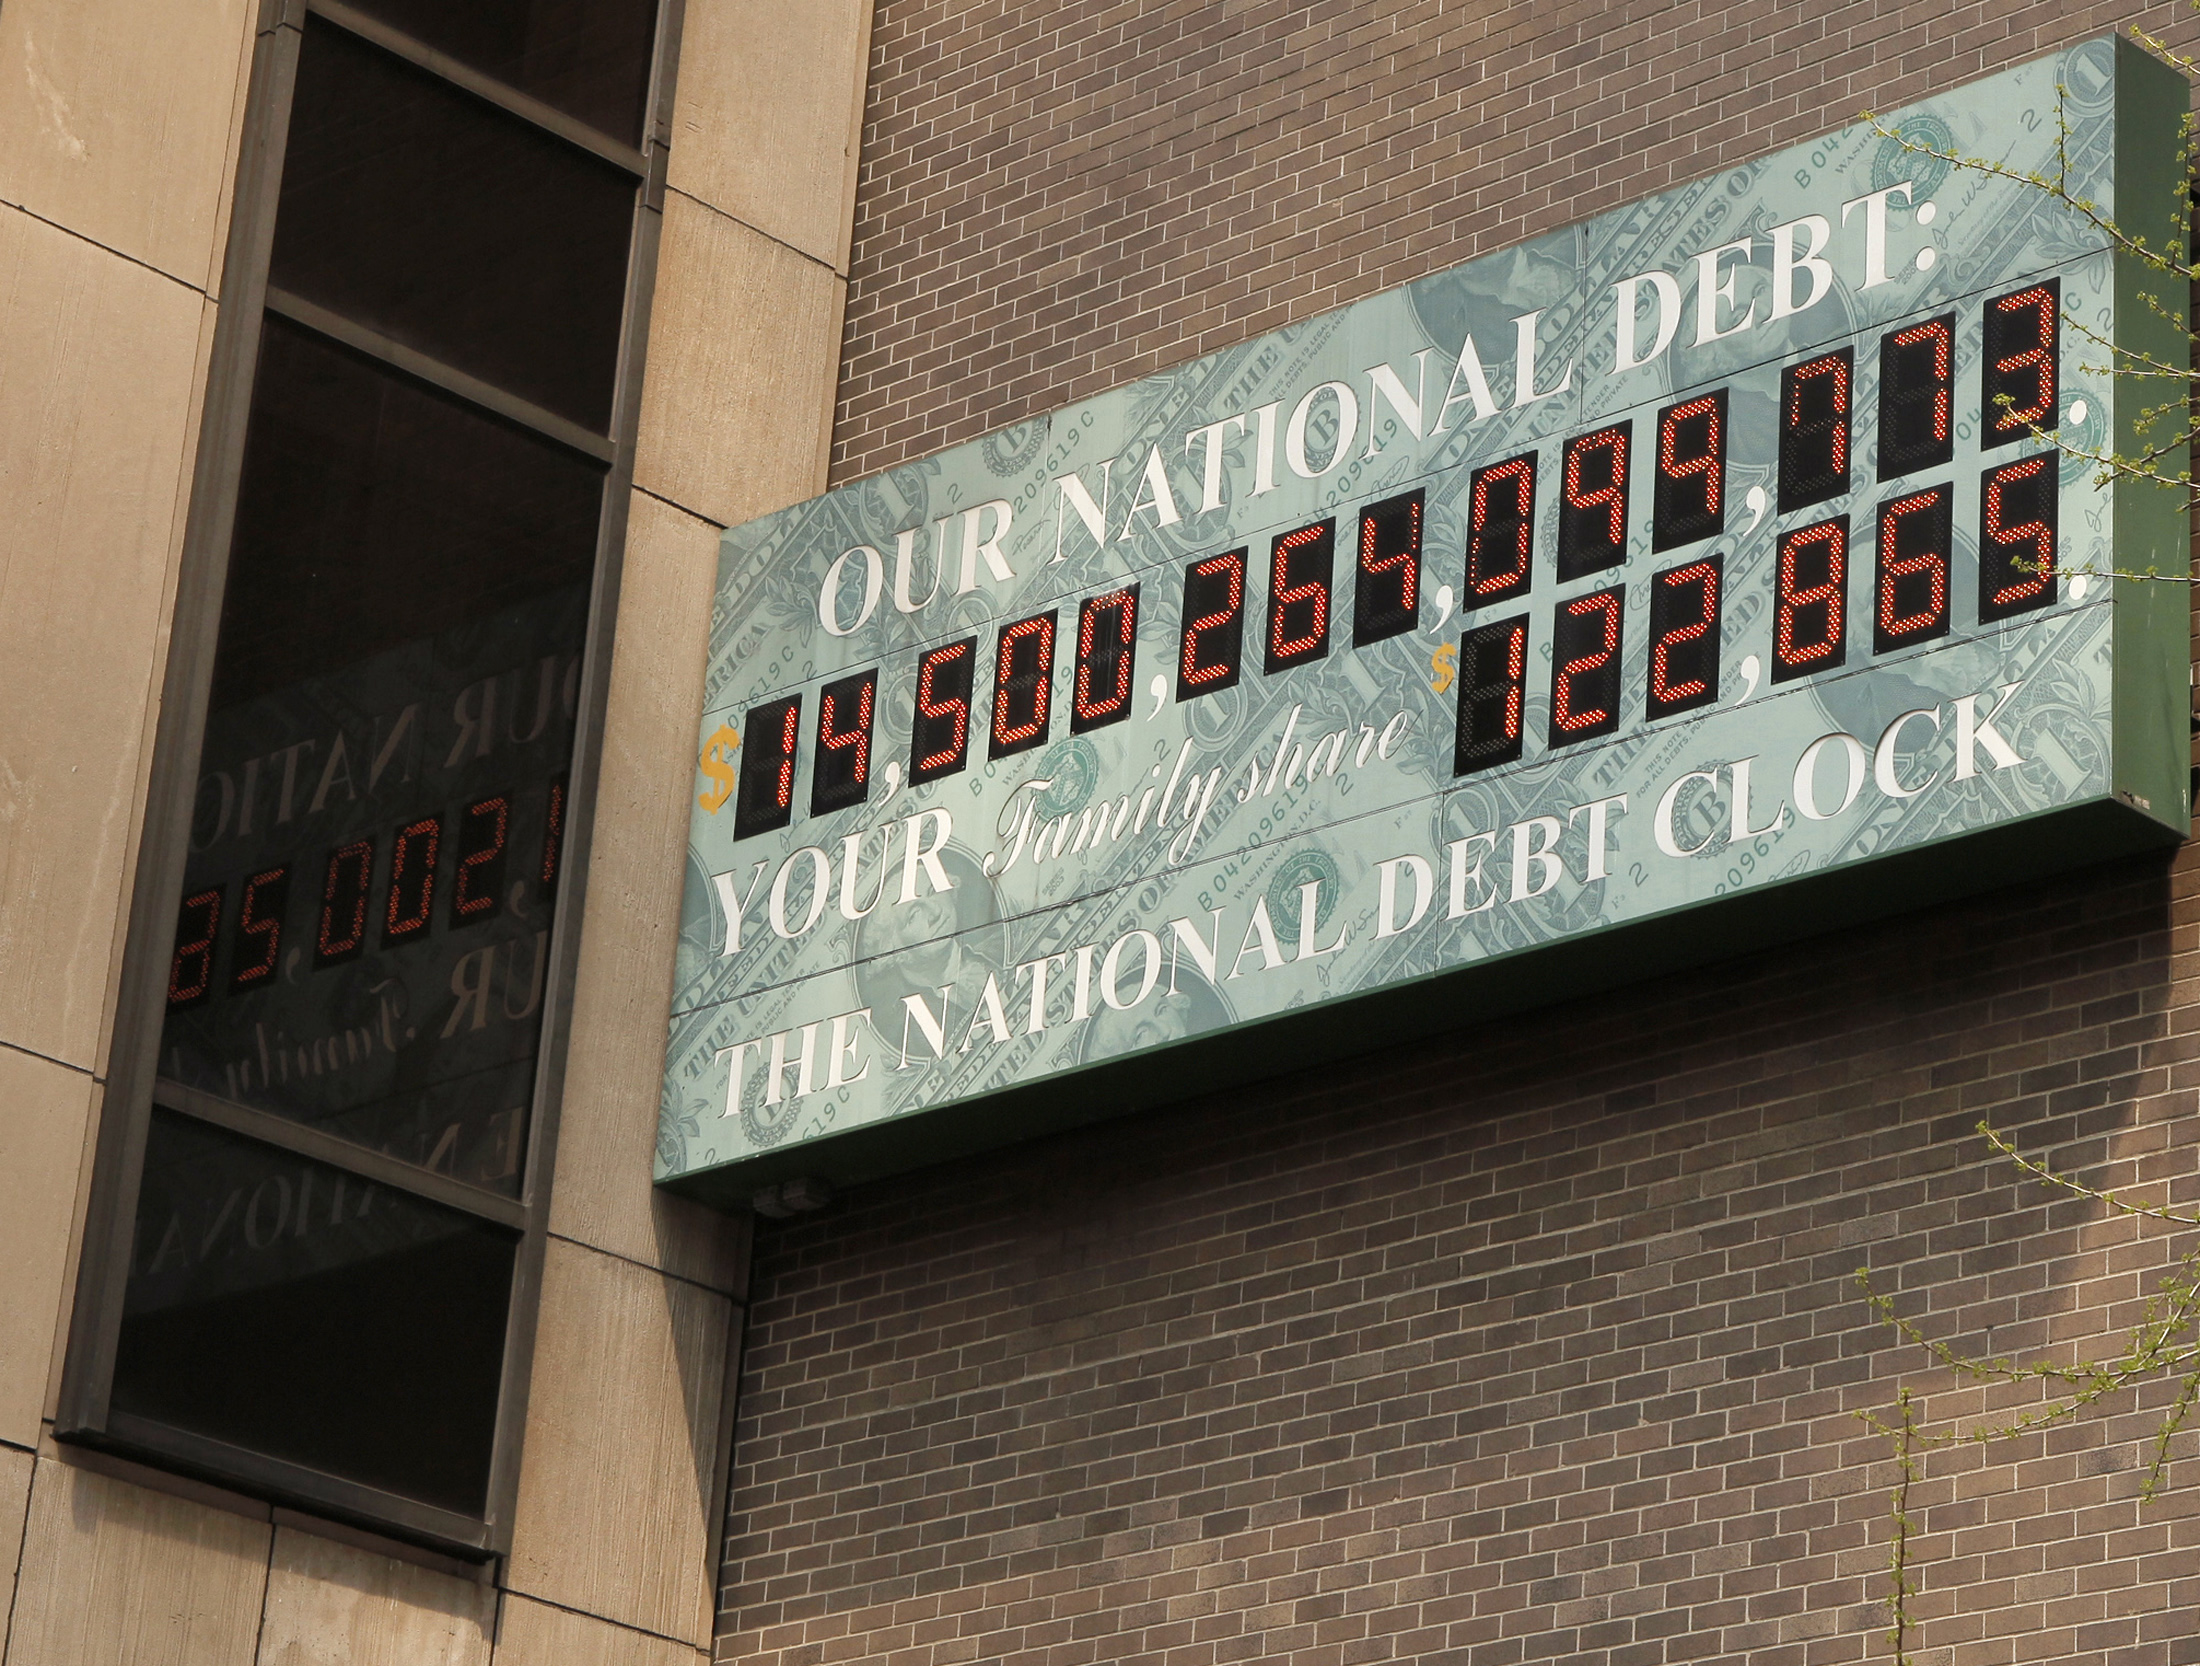 OUR NATIONAL DEBT:
$14,500,264,099,773.
YOUR Family share $122,865.
THE NATIONAL DEBT CLOCK